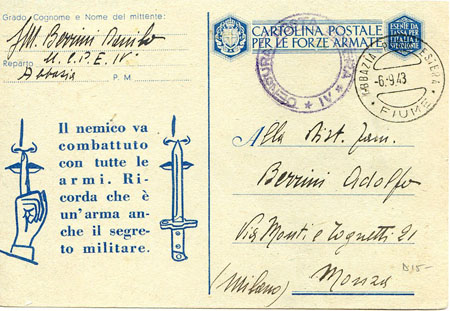 Grado, Cognome e Nome del mittente:
S.M. Berrini Danilo
Reparto U.C.P.E. IV
Abbazia P. M.
Il nemico va
combattuto
con tutte le
armi. Ri-
corda che è
un'arma an-
che il segre-
to militare.
CARTOLINA POSTALE
PER LE FORZE ARMATE
ESENTE DA
TASSA PER
L'ITALIA E
CENSURA
ABBAZIA
-6.9.43
FIUME
Alla Dist. fam.
Berrini Adolfo
Via Monti e Tognetti 21
(Milano) Monza